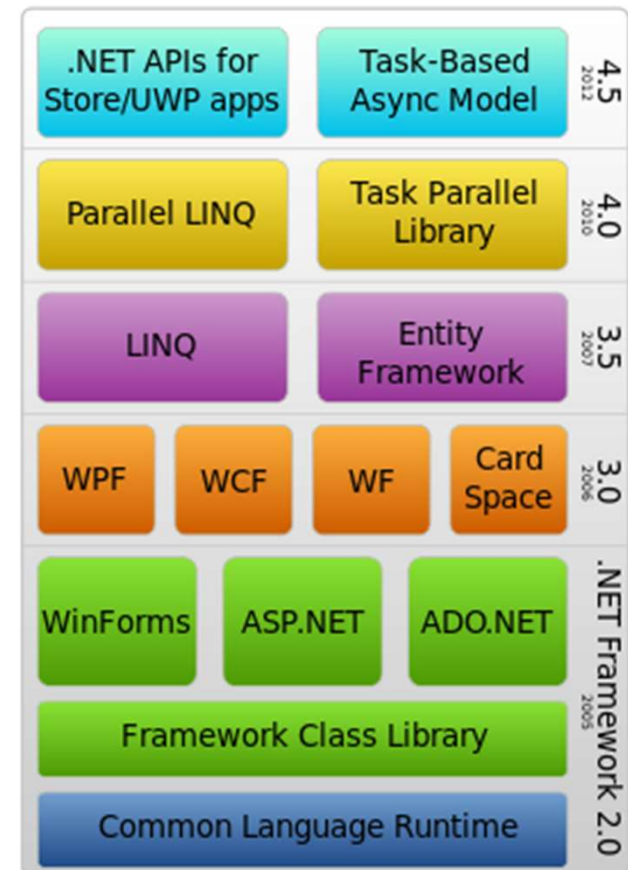 .NET APIs for
Store/UWP apps
Task-Based
Async Model
4.5
2012
Parallel LINQ
Task Parallel
Library
4.0
2010
LINQ
Entity
Framework
3.5
2007
WPF
WCF
WF
Card
Space
3.0
2006
WinForms
ASP.NET
ADO.NET
Framework Class Library
Common Language Runtime
.NET Framework 2.0
2005